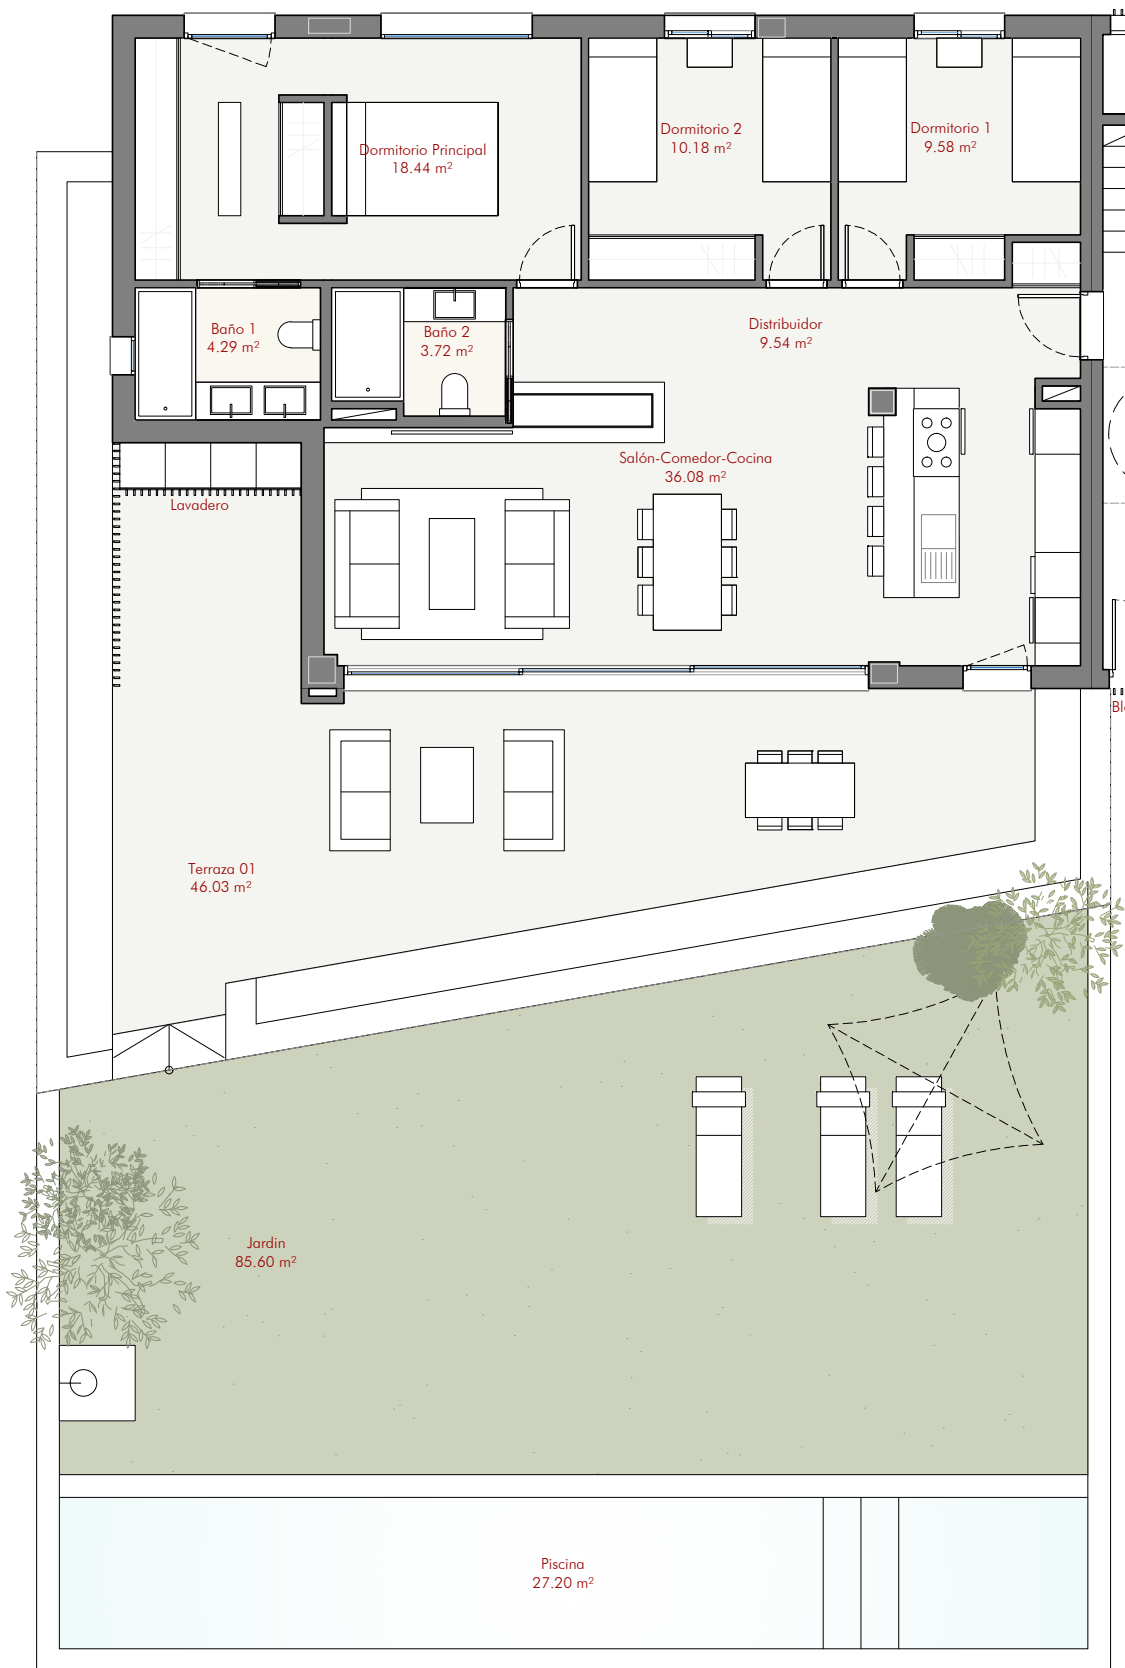 Dormitorio Principal
18.44 m²
Dormitorio 2
10.18 m²
Dormitorio 1
9.58 m²
Baño 1
4.29 m²
Baño 2
3.72 m²
Distribuidor
9.54 m²
Salón-Comedor-Cocina
36.08 m²
Lavadero
Terraza 01
46.03 m²
Jardin
85.60 m²
Piscina
27.20 m²